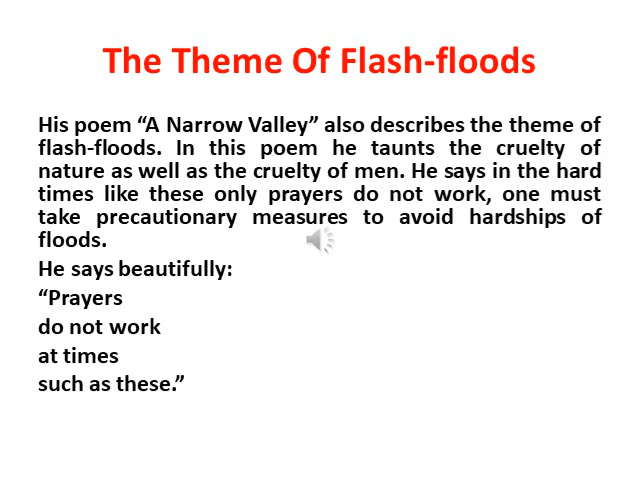 The Theme Of Flash-floods
His poem “A Narrow Valley” also describes the theme of
flash-floods. In this poem he taunts the cruelty of
nature as well as the cruelty of men. He says in the hard
times like these only prayers do not work, one must
take precautionary measures to avoid hardships of
floods.
He says beautifully:
“Prayers
do not work
at times
such as these.”